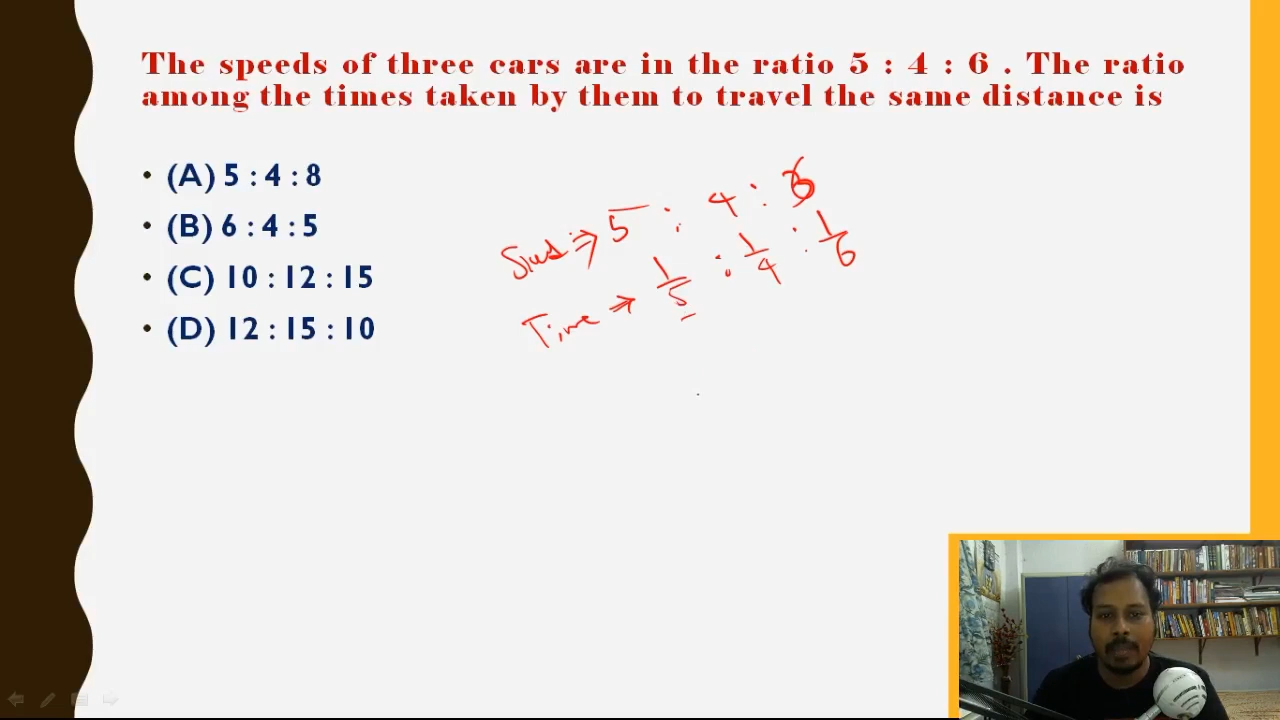 The speeds of three cars are in the ratio 5 : 4 : 6 . The ratio
among the times taken by them to travel the same distance is
• (A) 5 : 4 : 8
• (B) 6 : 4 : 5
• (C) 10 : 12 : 15
• (D) 12 : 15 : 10
⇒ 5 : 4 : 6
Time ⇒ 1/5 : 1/4 : 1/6